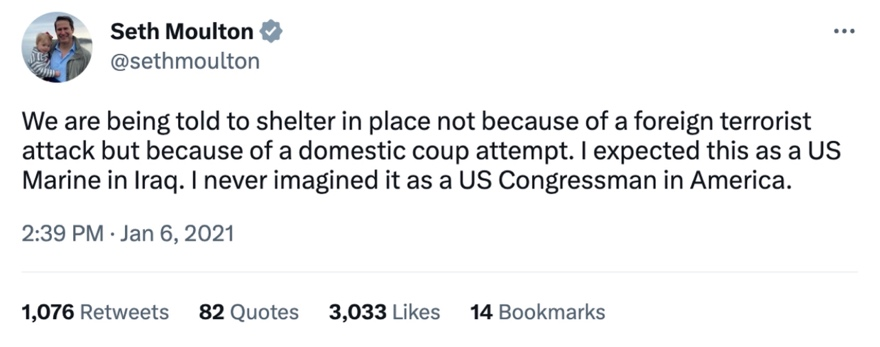 Seth Moulton
@sethmoulton
We are being told to shelter in place not because of a foreign terrorist
attack but because of a domestic coup attempt. I expected this as a US
Marine in Iraq. I never imagined it as a US Congressman in America.
2:39 PM · Jan 6, 2021
1,076 Retweets 82 Quotes 3,033 Likes 14 Bookmarks